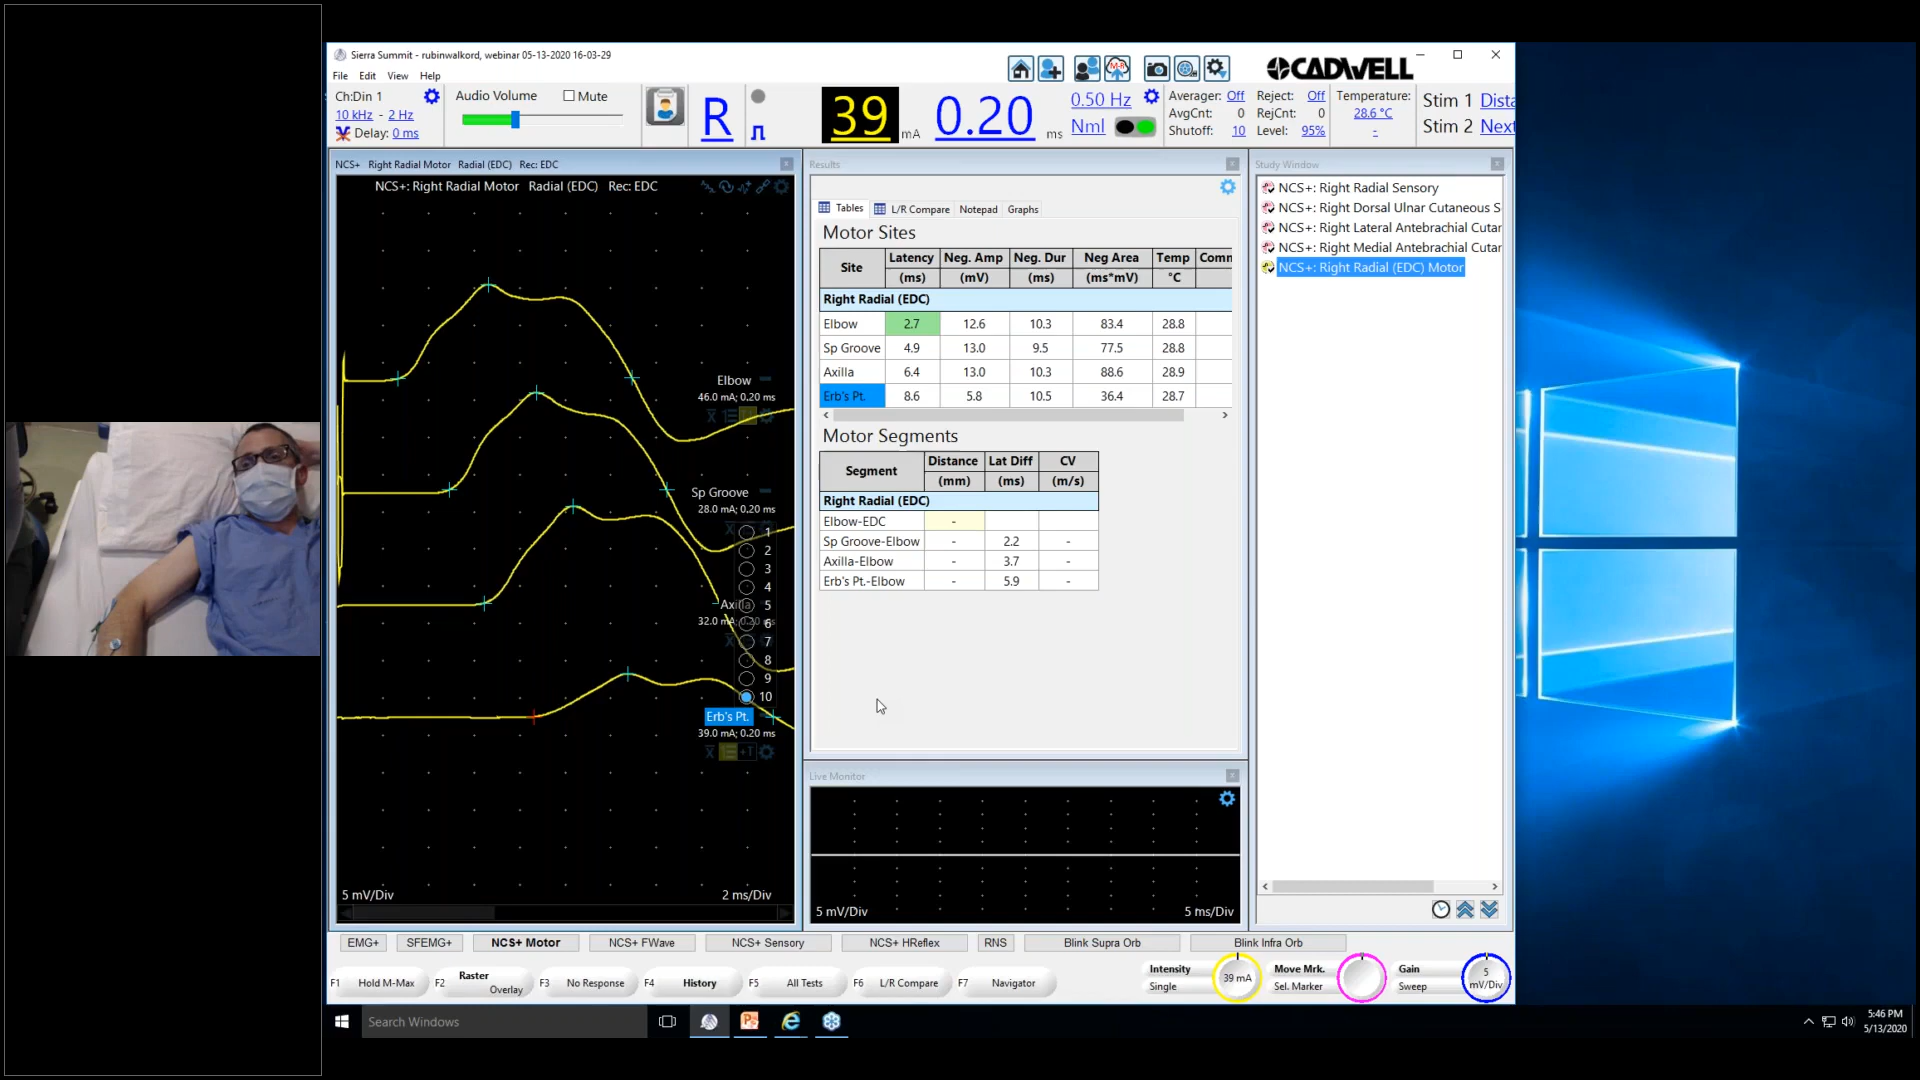 Sierra Summit - rubinwalkord, webinar 05-13-2020 16-03-29
File Edit View Help
CADWELL
Ch:Din 1
10 kHz - 2 Hz
Delay: 0 ms
Audio Volume Mute
R
39 mA
0.20 ms
0.50 Hz
Nml
Averager: Off
AvgCnt: 0
Shutoff: 10
Reject: Off
RejCnt: 0
Level: 95%
Temperature:
28.6 °C
-
Stim 1 Dista
Stim 2 Next
NCS+ Right Radial Motor Radial (EDC) Rec: EDC
NCS+: Right Radial Motor Radial (EDC) Rec: EDC
Elbow
46.0 mA; 0.20 ms
Sp Groove
28.0 mA; 0.20 ms
Axilla
32.0 mA; 0.20 ms
1
2
3
4
5
6
7
8
9
10
Erb's Pt.
39.0 mA; 0.20 ms
+T
5 mV/Div 2 ms/Div
Results
Tables L/R Compare Notepad Graphs
Motor Sites
Site Latency Neg. Amp Neg. Dur Neg Area Temp Comn
(ms) (mV) (ms) (ms*mV) °C
Right Radial (EDC)
Elbow 2.7 12.6 10.3 83.4 28.8
Sp Groove 4.9 13.0 9.5 77.5 28.8
Axilla 6.4 13.0 10.3 88.6 28.9
Erb's Pt. 8.6 5.8 10.5 36.4 28.7
Motor Segments
Segment Distance Lat Diff CV
(mm) (ms) (m/s)
Right Radial (EDC)
Elbow-EDC -
Sp Groove-Elbow - 2.2 -
Axilla-Elbow - 3.7 -
Erb's Pt.-Elbow - 5.9 -
Live Monitor
5 mV/Div 5 ms/Div
Study Window
NCS+: Right Radial Sensory
NCS+: Right Dorsal Ulnar Cutaneous S
NCS+: Right Lateral Antebrachial Cutar
NCS+: Right Medial Antebrachial Cutar
NCS+: Right Radial (EDC) Motor
EMG+ SFEMG+ NCS+ Motor NCS+ FWave NCS+ Sensory NCS+ HReflex RNS Blink Supra Orb Blink Infra Orb
F1 Hold M-Max F2 Raster Overlay F3 No Response F4 History F5 All Tests F6 L/R Compare F7 Navigator
Intensity
Single
39 mA
Move Mrk.
Sel. Marker
Gain
Sweep
5
mV/Div
Search Windows
5:46 PM
5/13/2020